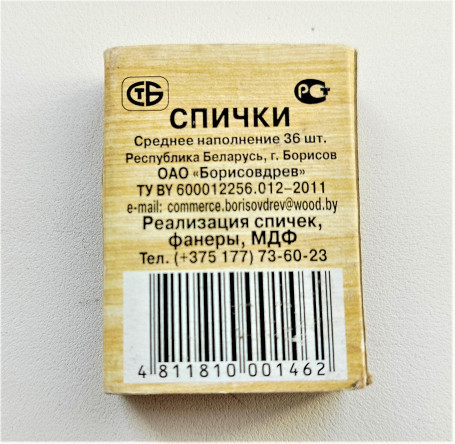 СТБ РСТ
СПИЧКИ
Среднее наполнение 36 шт.
Республика Беларусь, г. Борисов
ОАО «Борисовдрев»
ТУ BY 600012256.012–2011
e-mail: commerce.borisovdrev@wood.by
Реализация спичек,
фанеры, МДФ
Тел. (+375 177) 73-60-23
4 811810 001462